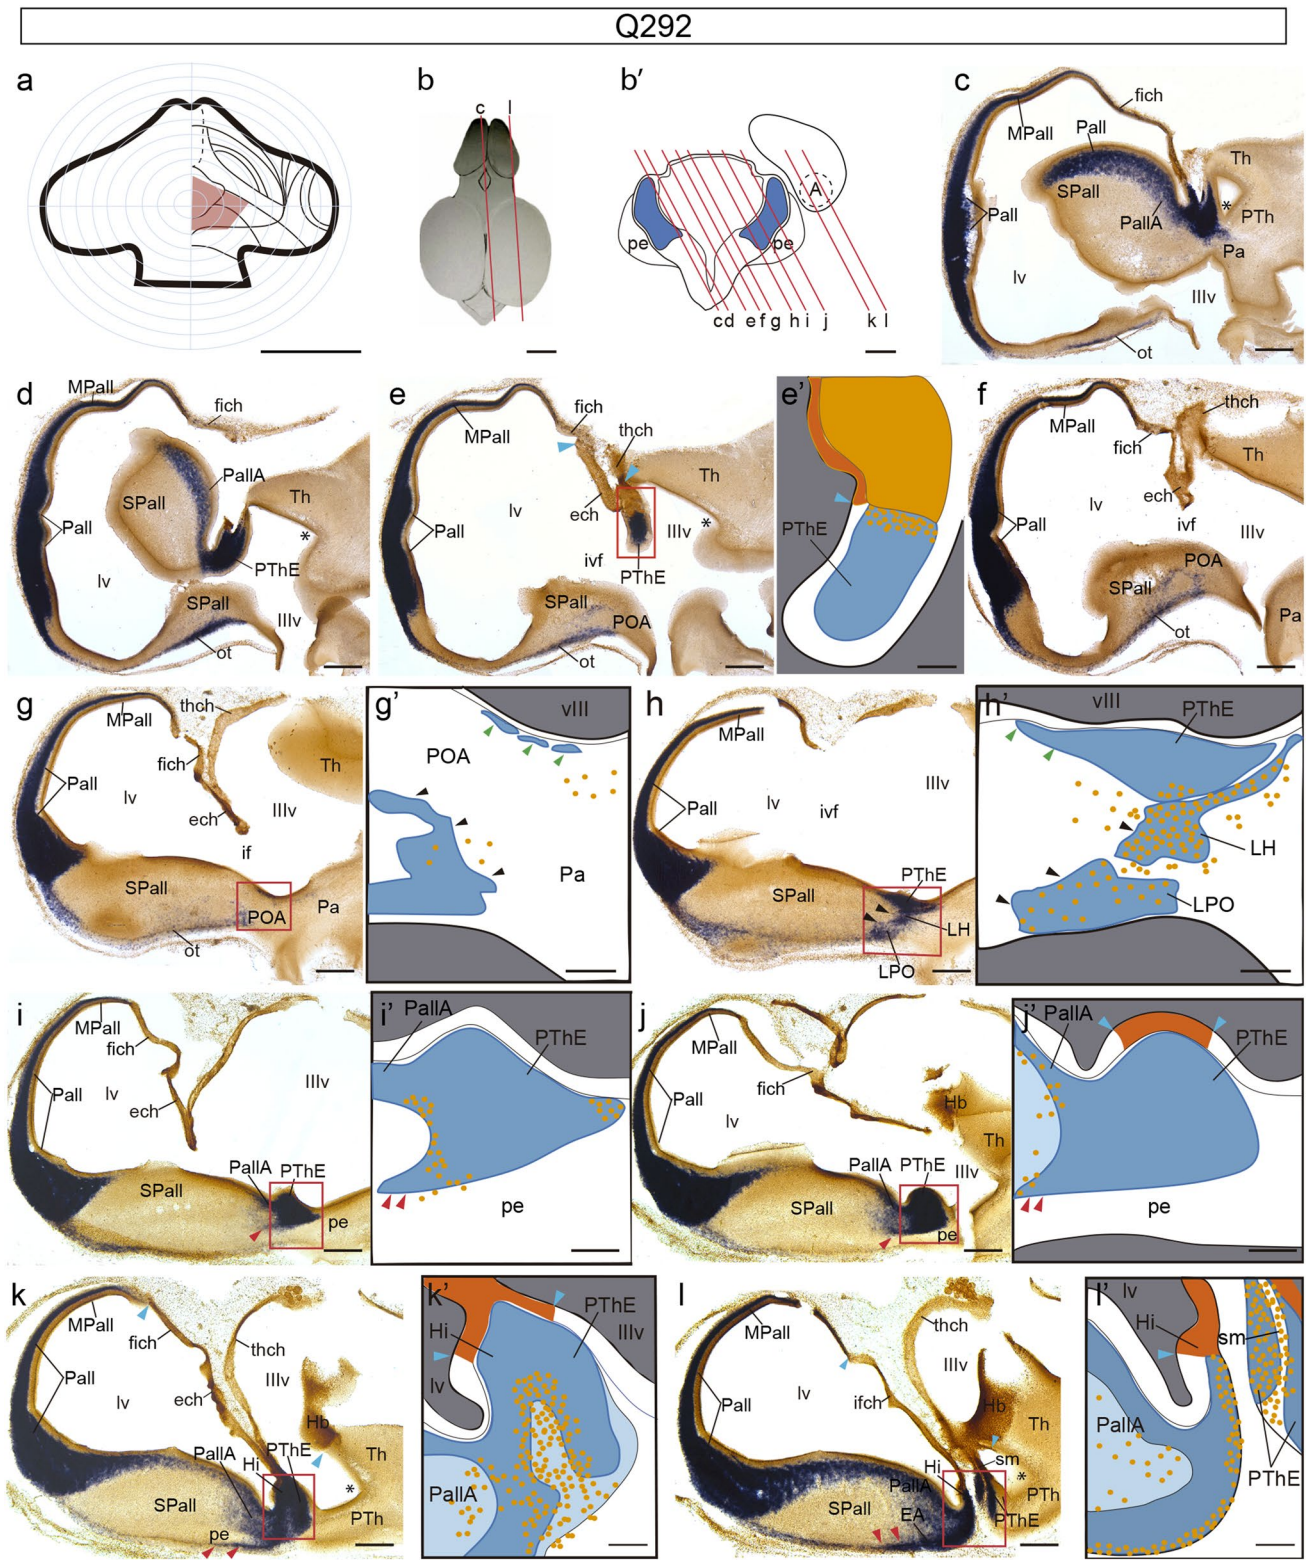 Q292
a
b
c l
b′
A
pe pe
c d e f g h i j k l
c
fich
MPall
Pall
Th
SPall
*
Pall
PallA
PTh
Pa
lv
IIIv
ot
d
MPall
fich
PallA
Th
SPall
Pall
*
PThE
lv
SPall
IIIv
ot
e
fich
MPall
thch
Th
lv
ech
Pall
IIIv
*
ivf
PThE
SPall
POA
ot
e′
PThE
f
thch
MPall
fich
Th
ech
lv
Pall
ivf
IIIv
POA
SPall
ot
Pa
g
thch
MPall
fich
Th
Pall
lv
IIIv
ech
if
SPall
POA
Pa
ot
g′
vIII
POA
Pa
h
MPall
IIIv
lv
ivf
Pall
PThE
SPall
LH
LPO
h′
vIII
PThE
LH
LPO
i
MPall
fich
IIIv
lv
Pall
ech
PallA
PThE
SPall
pe
i′
PallA
PThE
pe
j
MPall
fich
Hb
Pall
lv
Th
PallA
PThE
IIIv
SPall
pe
j′
PallA
PThE
pe
k
MPall
fich
thch
Pall
IIIv
lv
ech
Hb
PallA
PThE
Th
Hi
*
SPall
PTh
pe
k′
PThE
Hi
IIIv
lv
PallA
l
MPall
thch
IIIv
lv
ifch
Pall
Hb
Th
sm
Hi
*
PallA
PTh
SPall
EA
PThE
l′
lv
Hi
sm
PallA
PThE